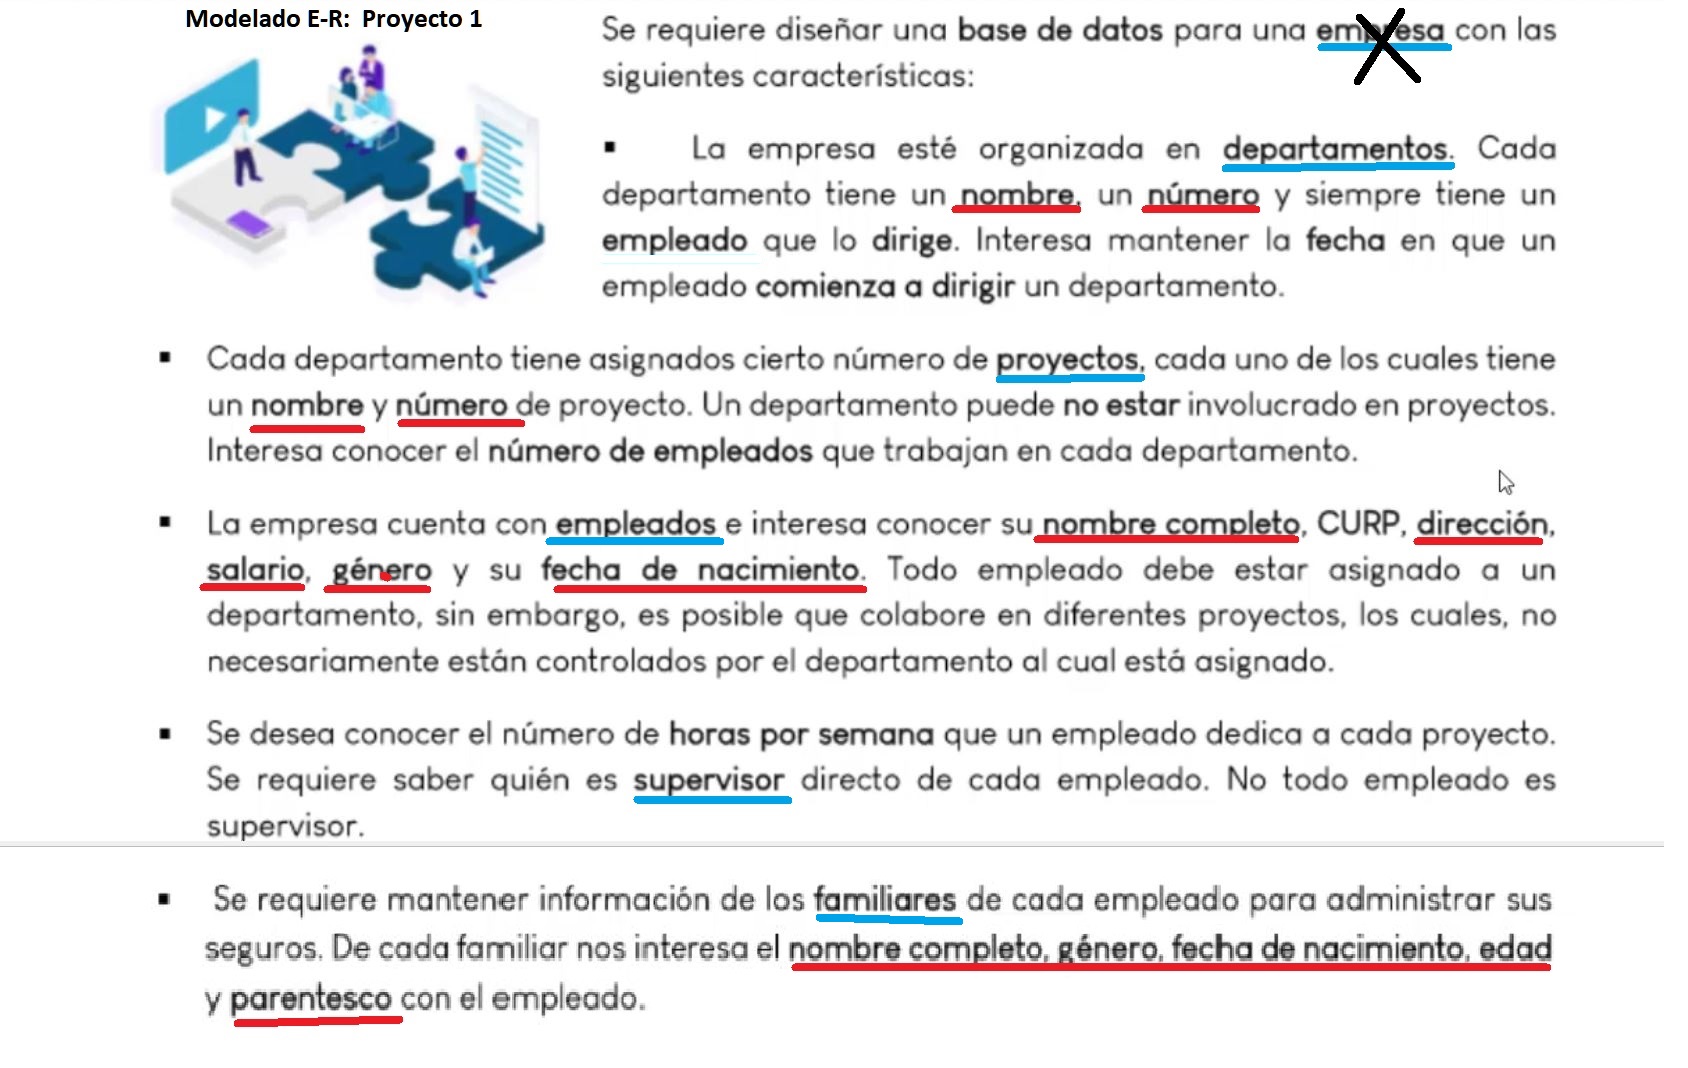 Modelado E-R: Proyecto 1
Se requiere diseñar una base de datos para una empresa con las
siguientes características:
▪ La empresa esté organizada en departamentos. Cada
departamento tiene un nombre, un número y siempre tiene un
empleado que lo dirige. Interesa mantener la fecha en que un
empleado comienza a dirigir un departamento.
▪ Cada departamento tiene asignados cierto número de proyectos, cada uno de los cuales tiene
un nombre y número de proyecto. Un departamento puede no estar involucrado en proyectos.
Interesa conocer el número de empleados que trabajan en cada departamento.
▪ La empresa cuenta con empleados e interesa conocer su nombre completo, CURP, dirección,
salario, género y su fecha de nacimiento. Todo empleado debe estar asignado a un
departamento, sin embargo, es posible que colabore en diferentes proyectos, los cuales, no
necesariamente están controlados por el departamento al cual está asignado.
▪ Se desea conocer el número de horas por semana que un empleado dedica a cada proyecto.
Se requiere saber quién es supervisor directo de cada empleado. No todo empleado es
supervisor.
▪ Se requiere mantener información de los familiares de cada empleado para administrar sus
seguros. De cada familiar nos interesa el nombre completo, género, fecha de nacimiento, edad
y parentesco con el empleado.